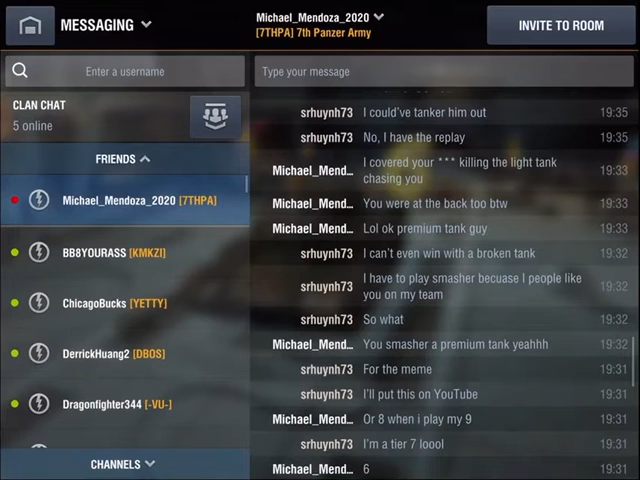 MESSAGING
Michael_Mendoza_2020
[7THPA] 7th Panzer Army
INVITE TO ROOM
Enter a username
Type your message
CLAN CHAT
5 online
FRIENDS
Michael_Mendoza_2020 [7THPA]
BB8YOURASS [KMKZI]
ChicagoBucks [YETTY]
DerrickHuang2 [DBOS]
Dragonfighter344 [-VU-]
CHANNELS
srhuynh73 I could've tanker him out 19:35
srhuynh73 No, I have the replay 19:35
Michael_Mend... I covered your *** killing the light tank 19:33
chasing you
Michael_Mend... You were at the back too btw 19:33
Michael_Mend... Lol ok premium tank guy 19:33
srhuynh73 I can't even win with a broken tank 19:32
srhuynh73 I have to play smasher becuase I people like 19:32
you on my team
srhuynh73 So what 19:32
Michael_Mend... You smasher a premium tank yeahhh 19:32
srhuynh73 For the meme 19:31
srhuynh73 I'll put this on YouTube 19:31
Michael_Mend... Or 8 when i play my 9 19:31
srhuynh73 I'm a tier 7 loool 19:31
Michael_Mend... 6 19:31